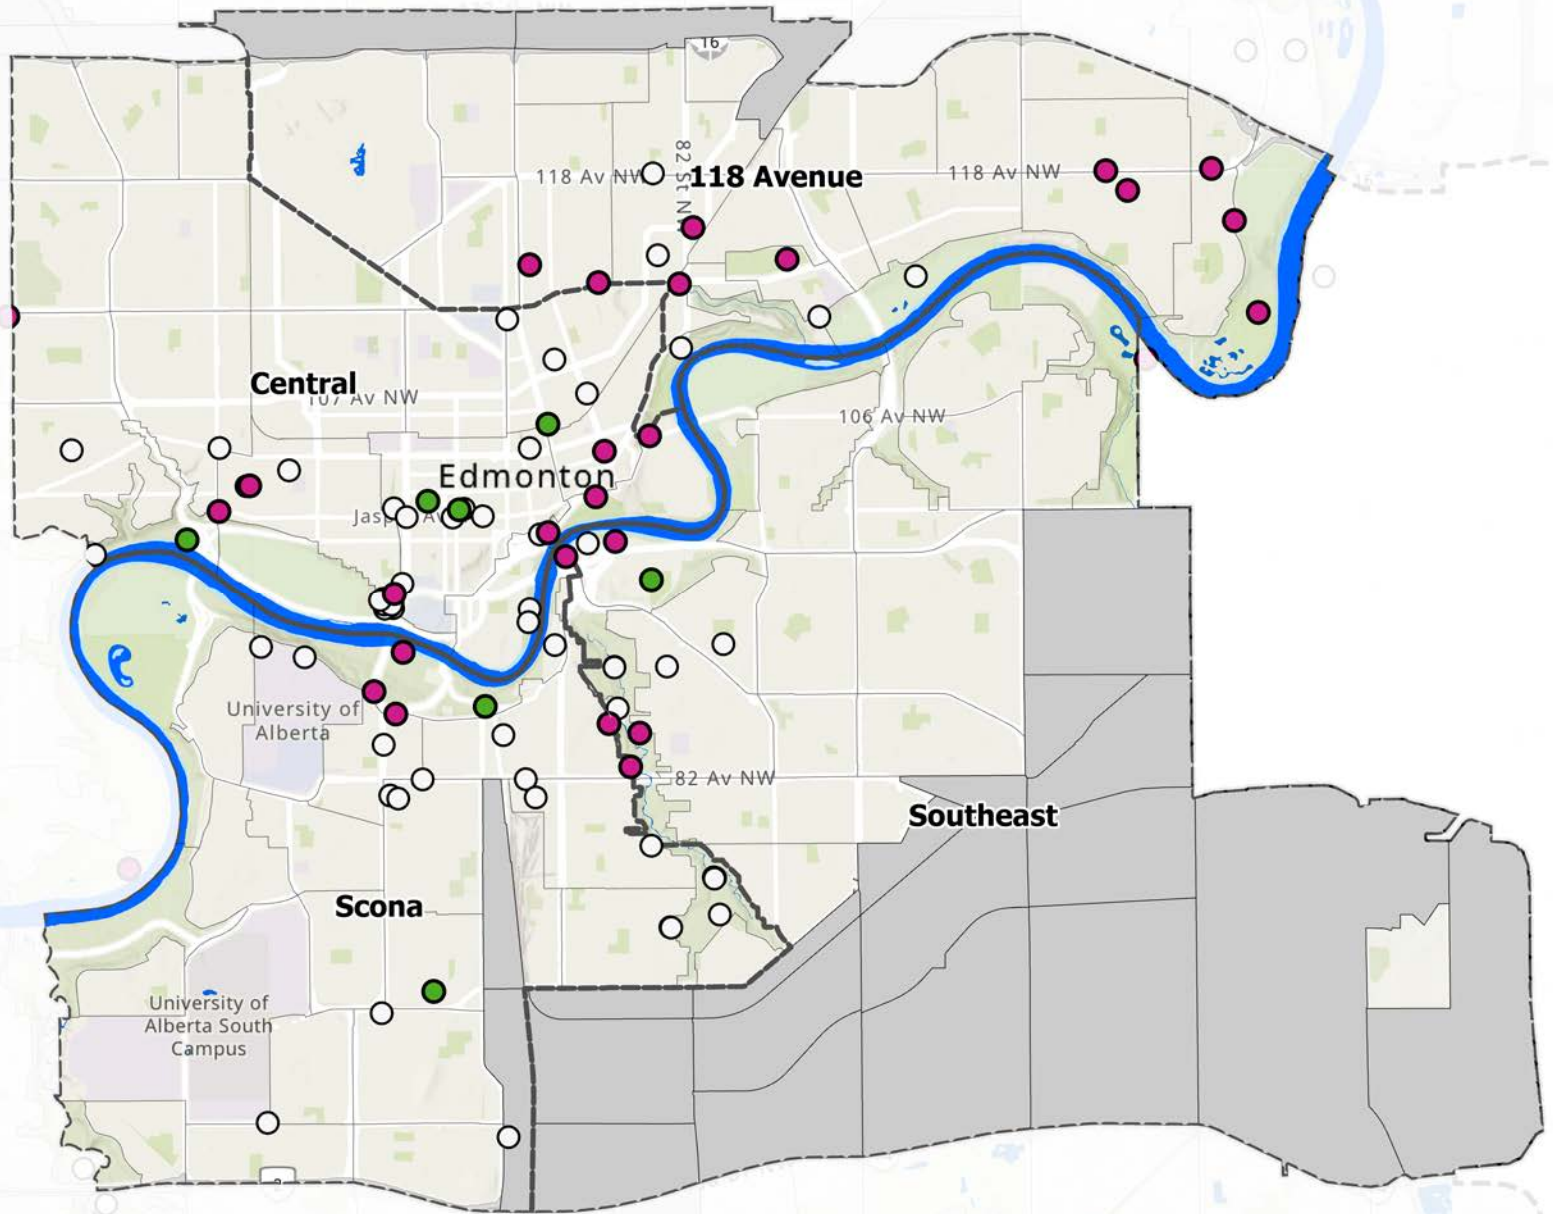 16
82 St NW
118 Av NW
118 Avenue
118 Av NW
Central
107 Av NW
106 Av NW
Edmonton
University of
Alberta
82 Av NW
Southeast
Scona
University of
Alberta South
Campus